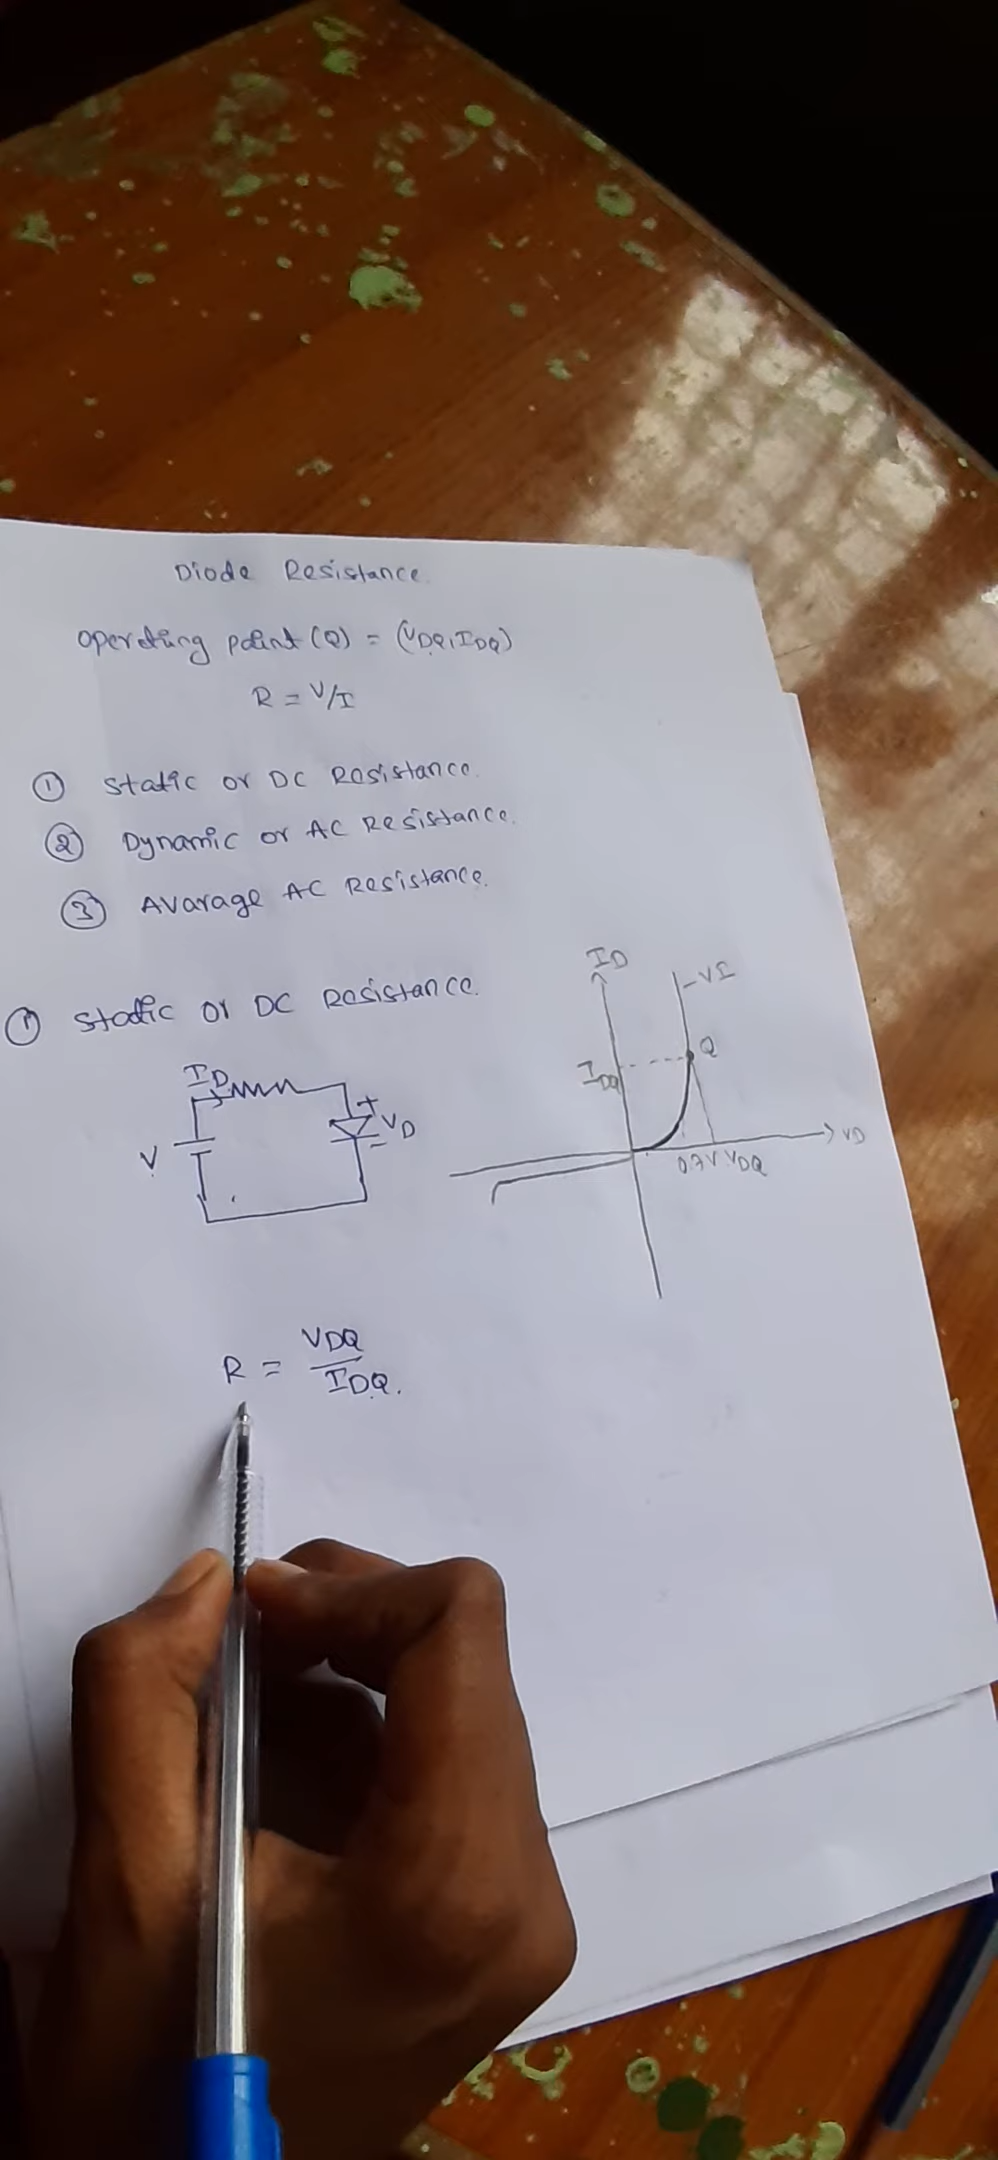 Diode Resistance.
Operating point (Q) = (VDQ, IDQ)
R = V/I
① Static or DC Resistance.
② Dynamic or AC Resistance.
③ Avarage AC Resistance.
① Static or DC Resistance.
ID
V
+
VD
-
ID
VI
Q
IDQ
VD
0.7V VDQ
R = VDQ / IDQ.